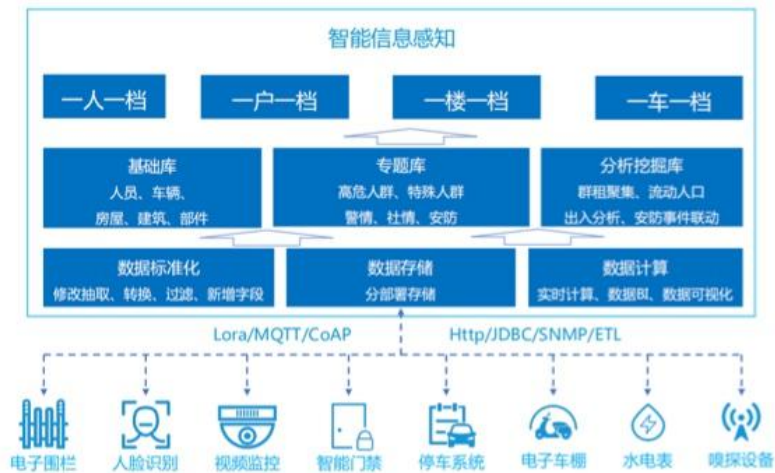 智能信息感知
一人一档
一户一档
一楼一档
一车一档
基础库
人员、车辆、
房屋、建筑、部件
专题库
高危人群、特殊人群
警情、社情、安防
分析挖掘库
群租聚集、流动人口
出入分析、安防事件联动
数据标准化
修改抽取、转换、过滤、新增字段
数据存储
分部署存储
数据计算
实时计算、数据BI、数据可视化
Lora/MQTT/CoAP
Http/JDBC/SNMP/ETL
电子围栏
人脸识别
视频监控
智能门禁
停车系统
电子车棚
水电表
嗅探设备